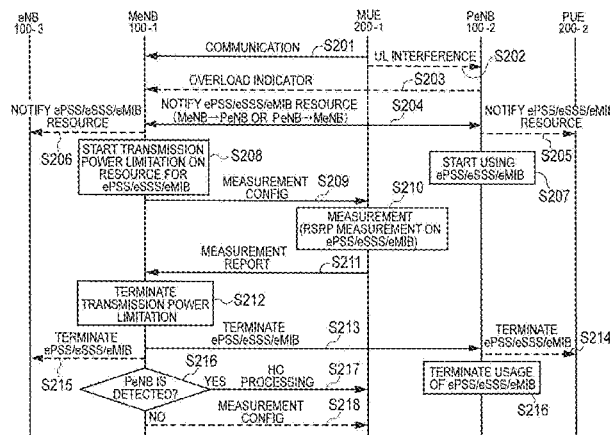 eNB
100-3
MeNB
100-1
MUE
200-1
PeNB
100-2
PUE
200-2
COMMUNICATION
S201
UL INTERFERENCE
S202
OVERLOAD INDICATOR
S203
NOTIFY ePSS/eSSS/eMIB
RESOURCE
NOTIFY ePSS/eSSS/eMIB RESOURCE
(MeNB→PeNB OR PeNB→MeNB)
S204
NOTIFY ePSS/eSSS/eMIB
RESOURCE
S206
S205
START TRANSMISSION
POWER LIMITATION ON
RESOURCE FOR
ePSS/eSSS/eMIB
S208
START USING
ePSS/eSSS/eMIB
S207
MEASUREMENT
CONFIG
S209
S210
MEASUREMENT
(RSRP MEASUREMENT ON
ePSS/eSSS/eMIB)
MEASUREMENT
REPORT
S211
TERMINATE
TRANSMISSION POWER
LIMITATION
S212
TERMINATE
ePSS/eSSS/eMIB
S213
TERMINATE
ePSS/eSSS/eMIB
S214
TERMINATE
ePSS/eSSS/eMIB
S215
S216
PeNB IS
DETECTED?
YES
HO
PROCESSING
S217
TERMINATE USAGE
OF ePSS/eSSS/eMIB
S216
NO
MEASUREMENT
CONFIG
S218